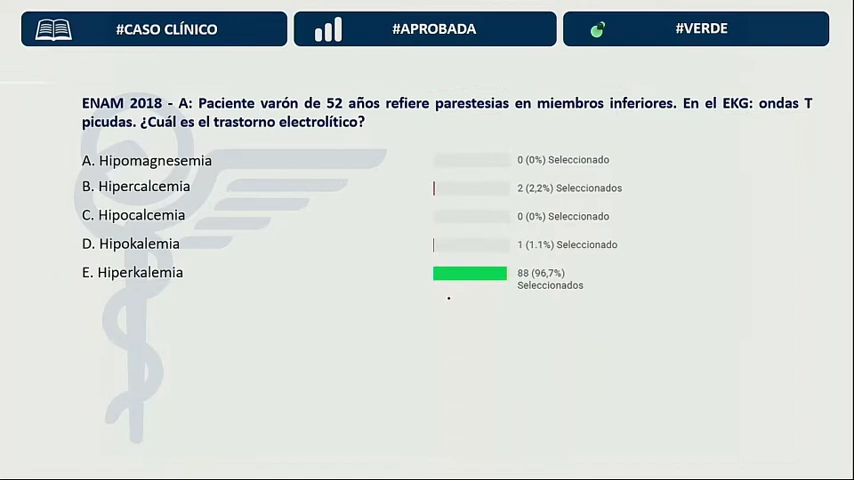 #CASO CLÍNICO
#APROBADA
#VERDE
ENAM 2018 - A: Paciente varón de 52 años refiere parestesias en miembros inferiores. En el EKG: ondas T
picudas. ¿Cuál es el trastorno electrolítico?
A. Hipomagnesemia
0 (0%) Seleccionado
B. Hipercalcemia
2 (2,2%) Seleccionados
C. Hipocalcemia
0 (0%) Seleccionado
D. Hipokalemia
1 (1.1%) Seleccionado
E. Hiperkalemia
88 (96,7%)
Seleccionados